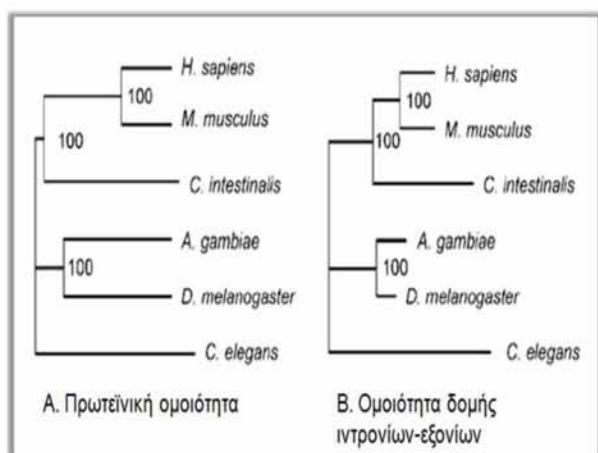 H. sapiens
100
M. musculus
100
C. intestinalis
A. gambiae
100
D. melanogaster
C. elegans
Α. Πρωτεϊνική ομοιότητα
H. sapiens
100
M. musculus
100
C. intestinalis
A. gambiae
100
D. melanogaster
C. elegans
Β. Ομοιότητα δομής
ιντρονίων-εξονίων